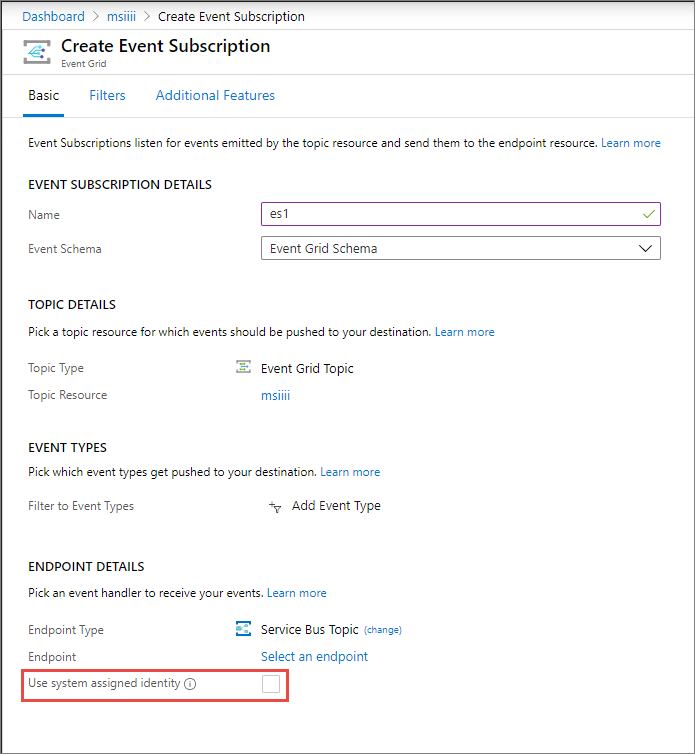 Dashboard > msiiii > Create Event Subscription
Create Event Subscription
Event Grid
Basic Filters Additional Features
Event Subscriptions listen for events emitted by the topic resource and send them to the endpoint resource. Learn more
EVENT SUBSCRIPTION DETAILS
Name es1
Event Schema Event Grid Schema
TOPIC DETAILS
Pick a topic resource for which events should be pushed to your destination. Learn more
Topic Type Event Grid Topic
Topic Resource msiiii
EVENT TYPES
Pick which event types get pushed to your destination. Learn more
Filter to Event Types Add Event Type
ENDPOINT DETAILS
Pick an event handler to receive your events. Learn more
Endpoint Type Service Bus Topic (change)
Endpoint Select an endpoint
Use system assigned identity